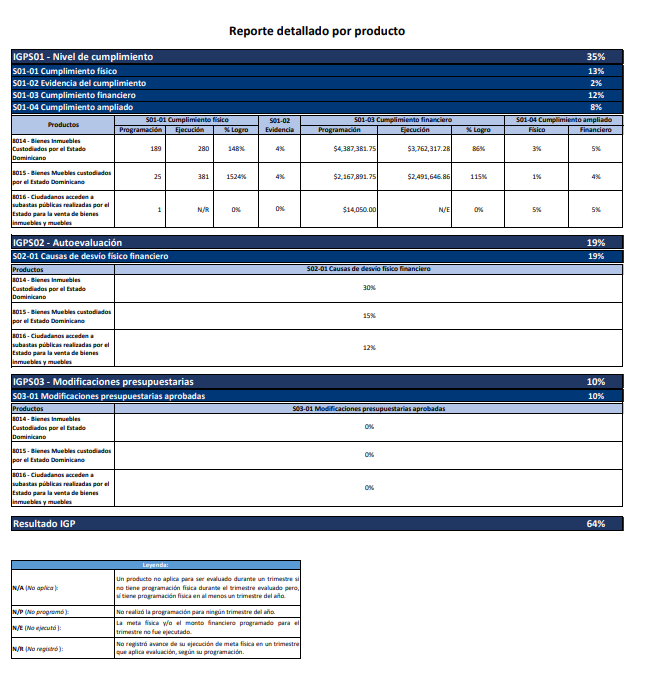 Reporte detallado por producto
IGPS01 - Nivel de cumplimiento 35%
S01-01 Cumplimiento físico 13%
S01-02 Evidencia del cumplimiento 2%
S01-03 Cumplimiento financiero 12%
S01-04 Cumplimiento ampliado 8%
Productos S01-01 Cumplimiento físico S01-02 S01-03 Cumplimiento financiero S01-04 Cumplimiento ampliado
Programación Ejecución % Logro Evidencia Programación Ejecución % Logro Físico Financiero
8014 - Bienes Inmuebles
Custodiados por el Estado 189 280 148% 4% $4,387,381.75 $3,762,317.28 86% 3% 5%
Dominicano
8015 - Bienes Muebles custodiados
por el Estado Dominicano 25 381 1524% 4% $2,167,891.75 $2,491,646.86 115% 1% 4%
8016 - Ciudadanos acceden a
subastas públicas realizadas por el
Estado para la venta de bienes 1 N/R 0% 0% $14,050.00 N/E 0% 5% 5%
inmuebles y muebles
IGPS02 - Autoevaluación 19%
S02-01 Causas de desvío físico financiero 19%
Productos S02-01 Causas de desvío físico financiero
8014 - Bienes Inmuebles
Custodiados por el Estado 30%
Dominicano
8015 - Bienes Muebles custodiados
por el Estado Dominicano 15%
8016 - Ciudadanos acceden a
subastas públicas realizadas por el 12%
Estado para la venta de bienes
inmuebles y muebles
IGPS03 - Modificaciones presupuestarias 10%
S03-01 Modificaciones presupuestarias aprobadas 10%
Productos S03-01 Modificaciones presupuestarias aprobadas
8014 - Bienes Inmuebles
Custodiados por el Estado 0%
Dominicano
8015 - Bienes Muebles custodiados
por el Estado Dominicano 0%
8016 - Ciudadanos acceden a
subastas públicas realizadas por el 0%
Estado para la venta de bienes
inmuebles y muebles
Resultado IGP 64%
Leyenda:
N/A (No aplica): Un producto no aplica para ser evaluado durante un trimestre si
no tiene programación física durante el trimestre evaluado pero,
si tiene programación física en al menos un trimestre del año.
N/P (No programó): No realizó la programación para ningún trimestre del año.
N/E (No ejecutó): La meta física y/o el monto financiero programado para el
trimestre no fue ejecutado.
N/R (No registró): No registró avance de su ejecución de meta física en un trimestre
que aplica evaluación, según su programación.